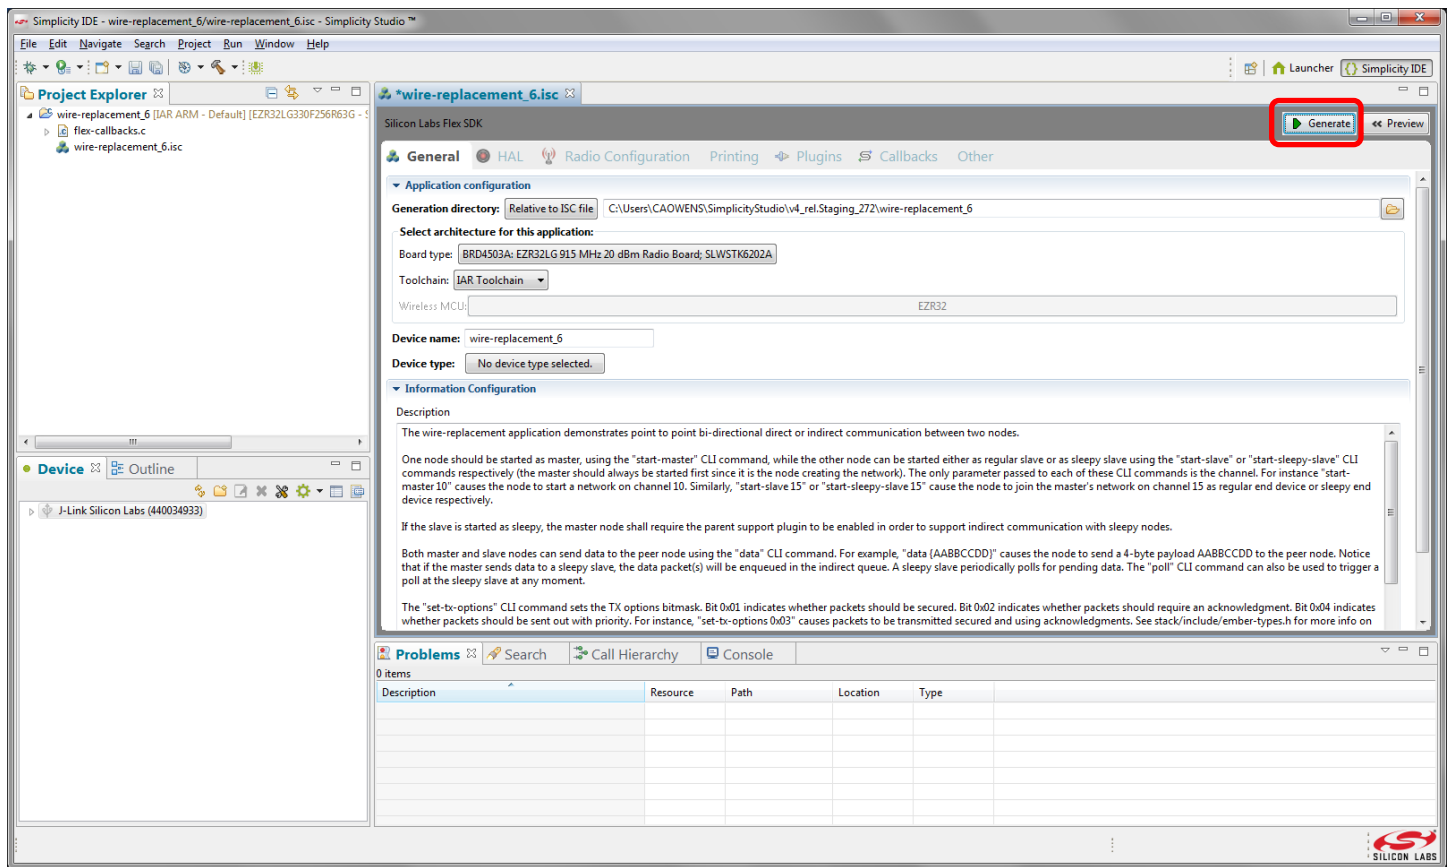 Simplicity IDE - wire-replacement_6/wire-replacement_6.isc - Simplicity Studio ™
File Edit Navigate Search Project Run Window Help
Launcher Simplicity IDE
Project Explorer
wire-replacement_6 [IAR ARM - Default] [EZR32LG330F256R63G - S
flex-callbacks.c
wire-replacement_6.isc
*wire-replacement_6.isc
Silicon Labs Flex SDK
Generate
<< Preview
General HAL Radio Configuration Printing Plugins Callbacks Other
Application configuration
Generation directory: Relative to ISC file C:\Users\CAOWENS\SimplicityStudio\v4_rel.Staging_272\wire-replacement_6
Select architecture for this application:
Board type: BRD4503A: EZR32LG 915 MHz 20 dBm Radio Board; SLWSTK6202A
Toolchain: IAR Toolchain
Wireless MCU: EZR32
Device name: wire-replacement_6
Device type: No device type selected.
Information Configuration
Description
The wire-replacement application demonstrates point to point bi-directional direct or indirect communication between two nodes.
One node should be started as master, using the "start-master" CLI command, while the other node can be started either as regular slave or as sleepy slave using the "start-slave" or "start-sleepy-slave" CLI
commands respectively (the master should always be started first since it is the node creating the network). The only parameter passed to each of these CLI commands is the channel. For instance "start-
master 10" causes the node to start a network on channel 10. Similarly, "start-slave 15" or "start-sleepy-slave 15" cause the node to join the master's network on channel 15 as regular end device or sleepy end
device respectively.
If the slave is started as sleepy, the master node shall require the parent support plugin to be enabled in order to support indirect communication with sleepy nodes.
Both master and slave nodes can send data to the peer node using the "data" CLI command. For example, "data {AABBCCDD}" causes the node to send a 4-byte payload AABBCCDD to the peer node. Notice
that if the master sends data to a sleepy slave, the data packet(s) will be enqueued in the indirect queue. A sleepy slave periodically polls for pending data. The "poll" CLI command can also be used to trigger a
poll at the sleepy slave at any moment.
The "set-tx-options" CLI command sets the TX options bitmask. Bit 0x01 indicates whether packets should be secured. Bit 0x02 indicates whether packets should require an acknowledgment. Bit 0x04 indicates
whether packets should be sent out with priority. For instance, "set-tx-options 0x03" causes packets to be transmitted secured and using acknowledgments. See stack/include/ember-types.h for more info on
Device Outline
J-Link Silicon Labs (440034933)
Problems Search Call Hierarchy Console
0 items
Description Resource Path Location Type
SILICON LABS